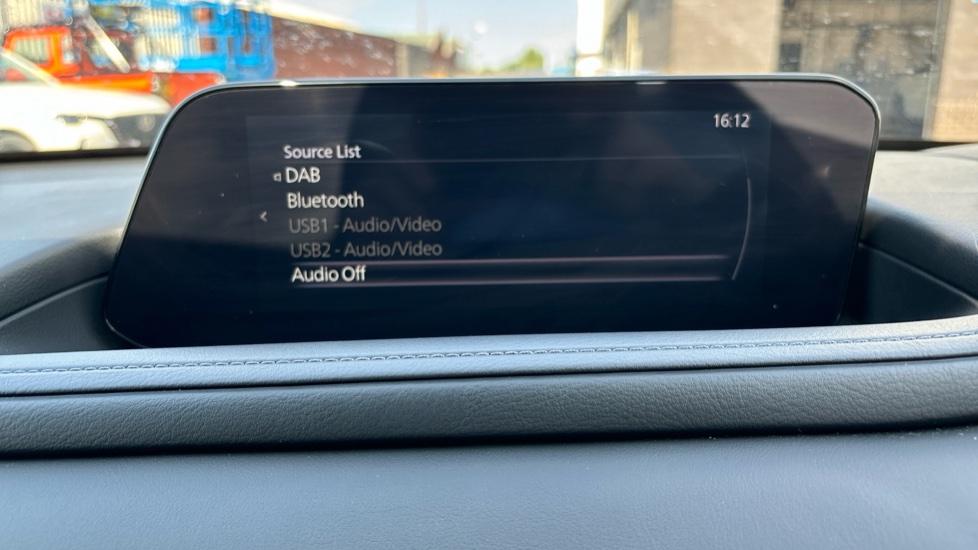 16:12
Source List
DAB
Bluetooth
USB1 - Audio/Video
USB2 - Audio/Video
Audio Off